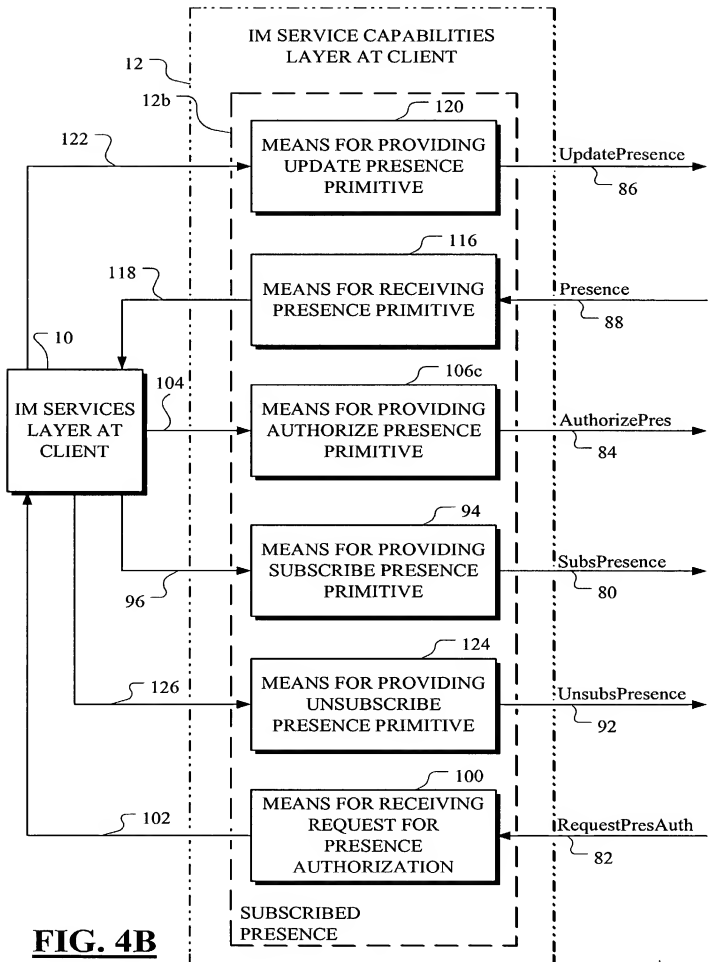 IM SERVICE CAPABILITIES
LAYER AT CLIENT
12
12b
120
MEANS FOR PROVIDING
UPDATE PRESENCE
PRIMITIVE
122
UpdatePresence
86
116
MEANS FOR RECEIVING
PRESENCE PRIMITIVE
118
Presence
88
10
IM SERVICES
LAYER AT
CLIENT
104
106c
MEANS FOR PROVIDING
AUTHORIZE PRESENCE
PRIMITIVE
AuthorizePres
84
94
MEANS FOR PROVIDING
SUBSCRIBE PRESENCE
PRIMITIVE
96
SubsPresence
80
124
MEANS FOR PROVIDING
UNSUBSCRIBE
PRESENCE PRIMITIVE
126
UnsubsPresence
92
100
MEANS FOR RECEIVING
REQUEST FOR
PRESENCE
AUTHORIZATION
102
RequestPresAuth
82
SUBSCRIBED
PRESENCE
FIG. 4B